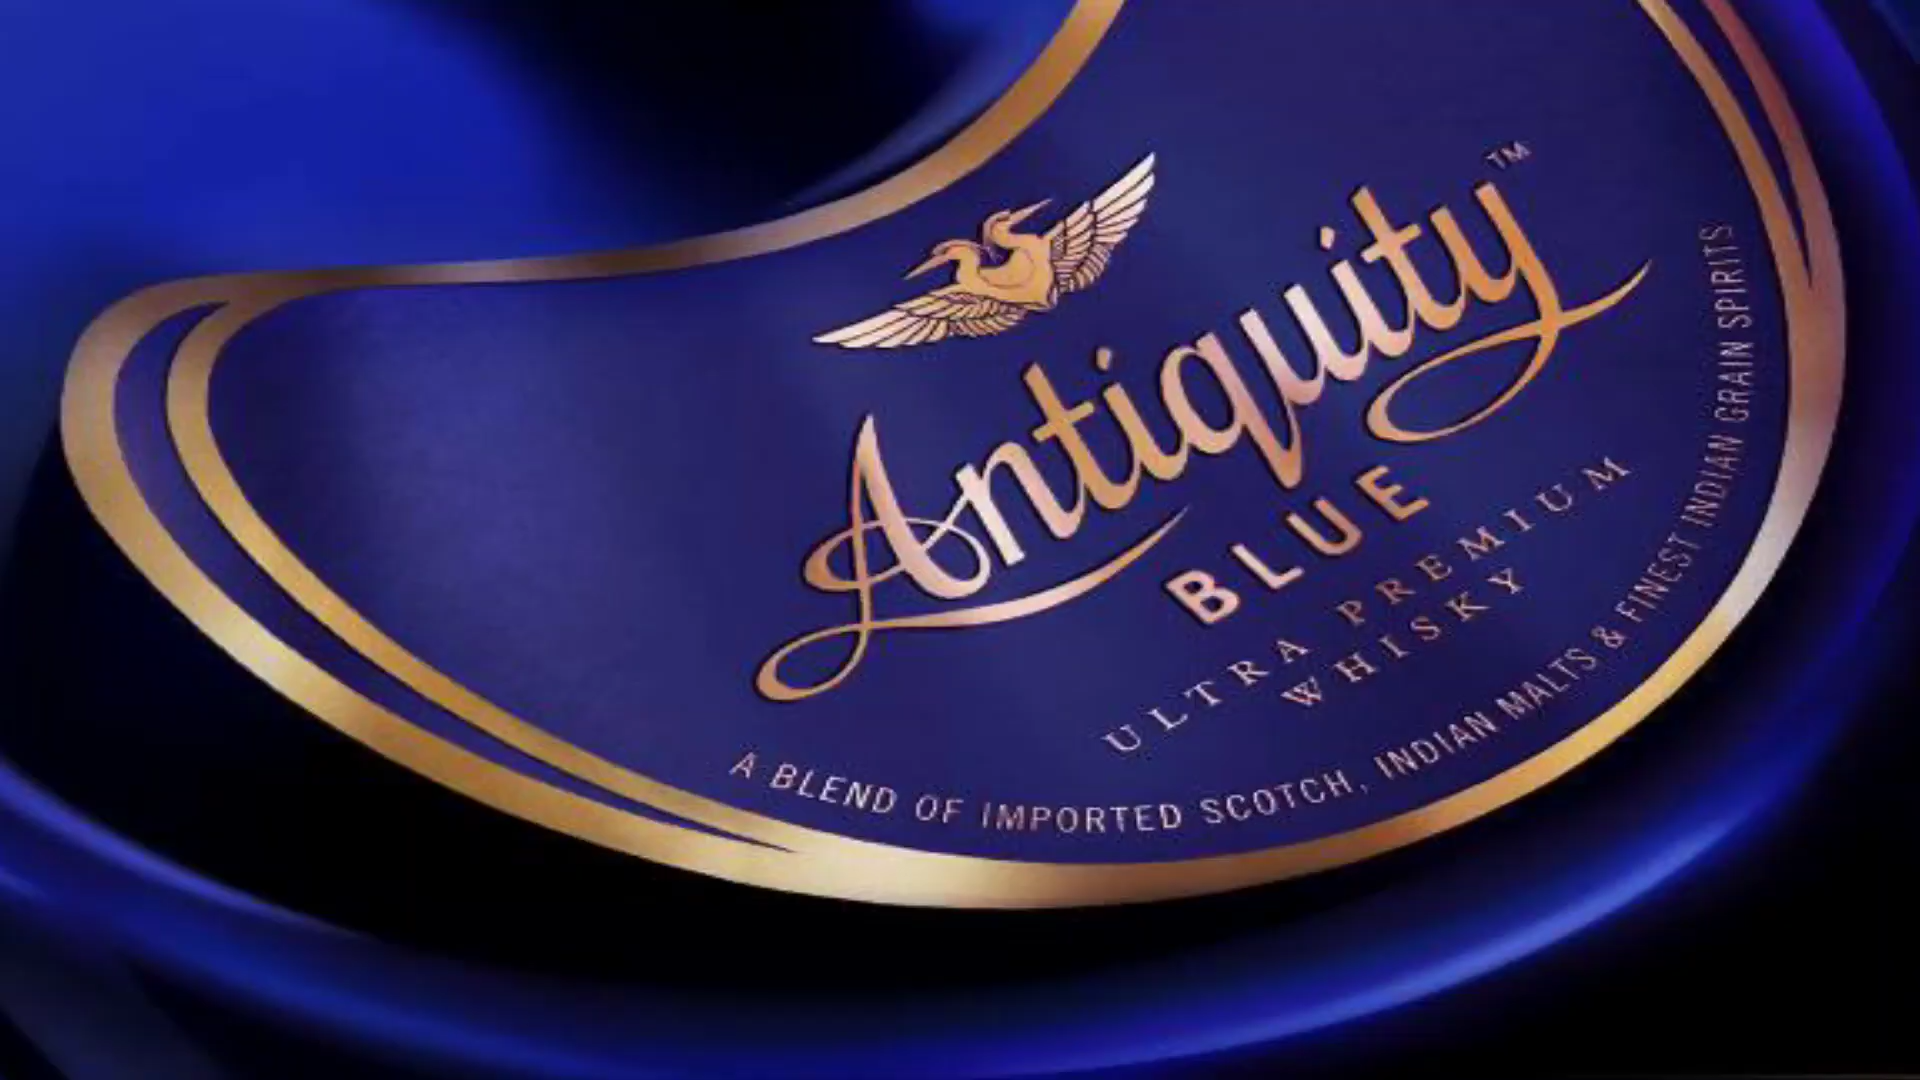 Antiquity™
BLUE
ULTRA PREMIUM
WHISKY
A BLEND OF IMPORTED SCOTCH, INDIAN MALTS & FINEST INDIAN GRAIN SPIRITS